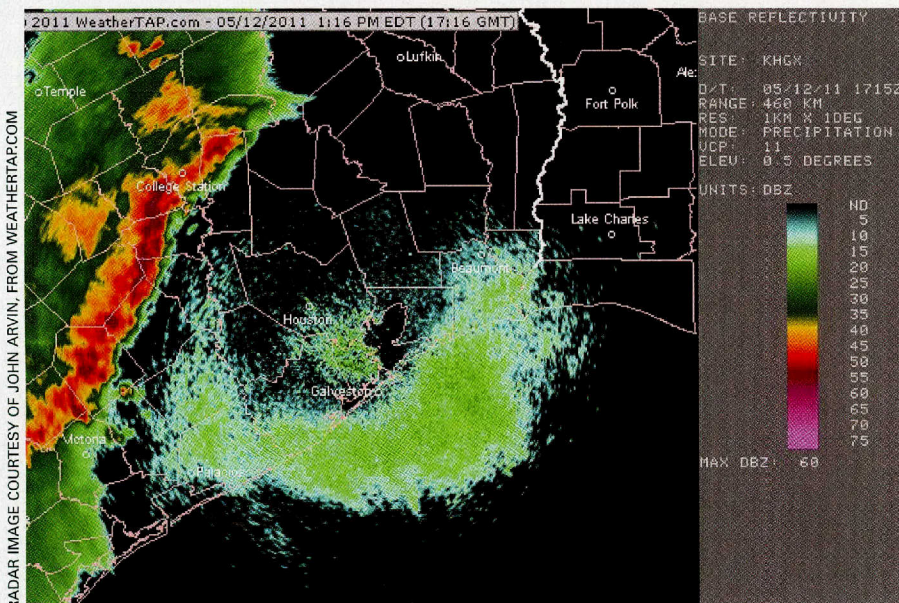 2011 WeatherTAP.com - 05/12/2011 1:16 PM EDT (17:16 GMT)
BASE REFLECTIVITY
SITE: KHGX
D/T: 05/12/11 1715Z
RANGE: 460 KM
RES: 1KM X 1DEG
MODE: PRECIPITATION
VCP: 11
ELEV: 0.5 DEGREES
UNITS: DBZ
ND
5
10
15
20
25
30
35
40
45
50
55
60
65
70
75
MAX DBZ: 60
Lufkin
Temple
Fort Polk
Alex
College Station
Lake Charles
Beaumont
Houston
Galveston
Victoria
Palacios
RADAR IMAGE COURTESY OF JOHN ARVIN, FROM WEATHERTAP.COM